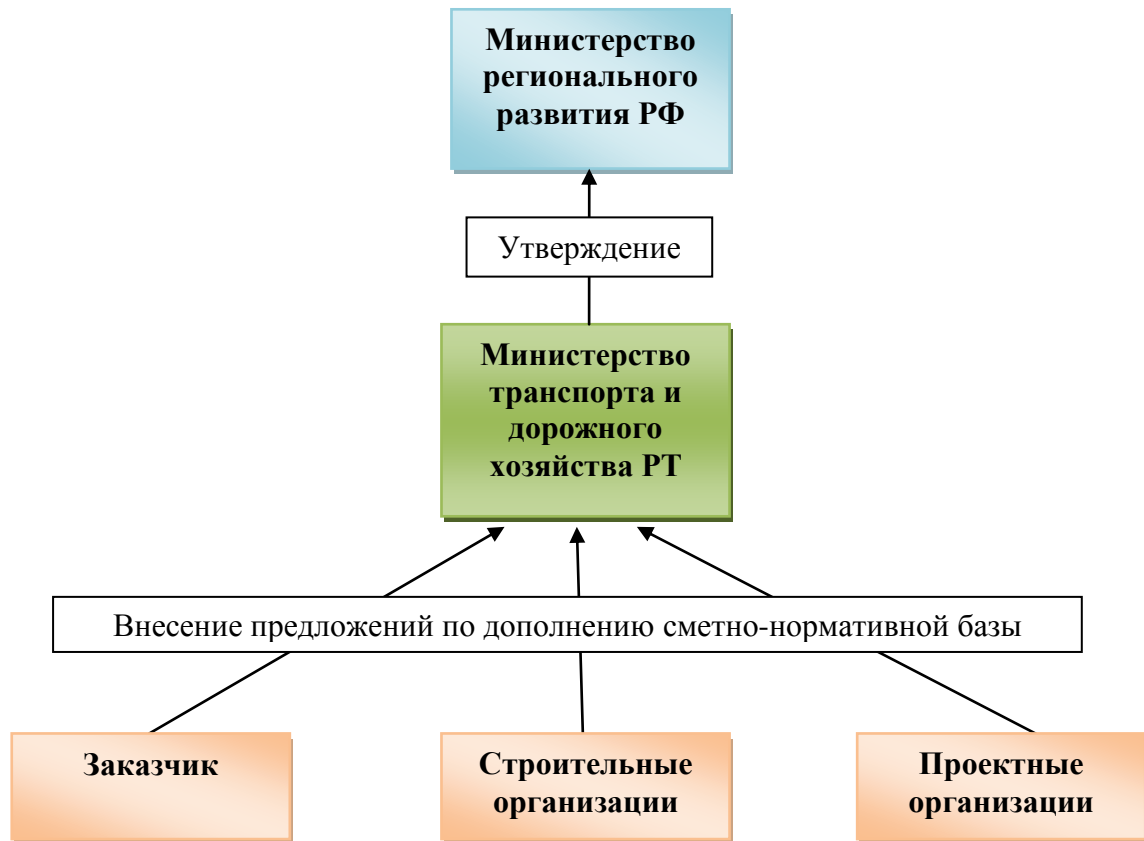 Министерство
регионального
развития РФ
Утверждение
Министерство
транспорта и
дорожного
хозяйства РТ
Внесение предложений по дополнению сметно-нормативной базы
Заказчик
Строительные
организации
Проектные
организации